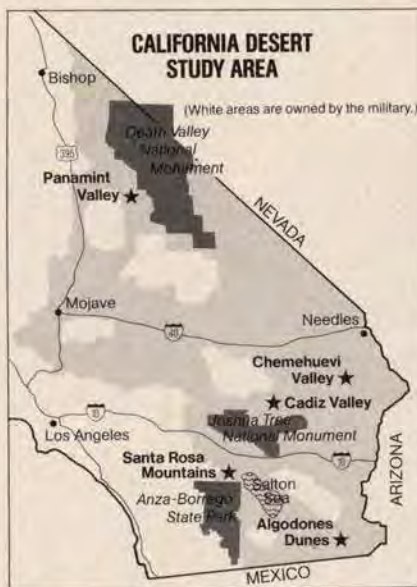 CALIFORNIA DESERT
STUDY AREA
(White areas are owned by the military.)
Bishop
395
Death Valley
National
Monument
Panamint
Valley
NEVADA
Mojave
40
Needles
Chemehuevi
Valley
Cadiz Valley
10
Los Angeles
Joshua Tree
National Monument
10
ARIZONA
Santa Rosa
Mountains
Salton
Sea
Anza-Borrego
State Park
Algodones
Dunes
MEXICO